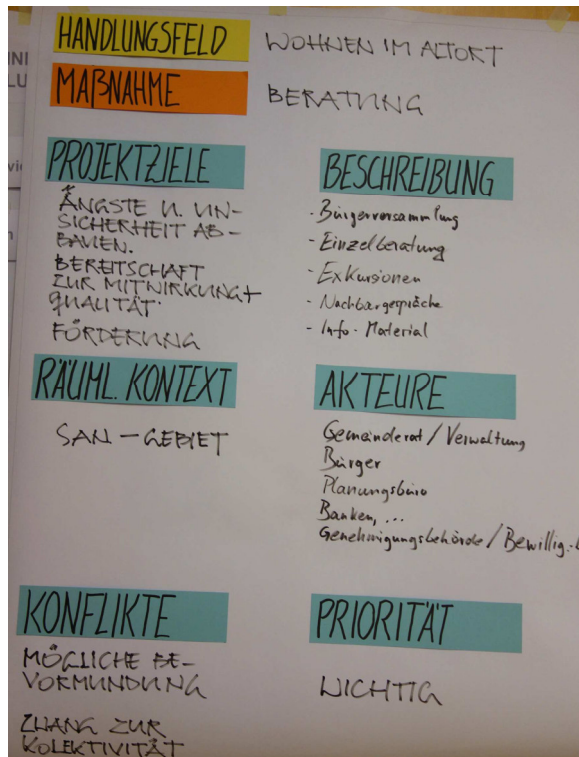 HANDLUNGSFELD WOHNEN IM ALTORT
MAßNAHME BERATUNG
PROJEKTZIELE
ÄNGSTE U. UN-
SICHERHEIT AB-
BAUEN.
BEREITSCHAFT
ZUR MITWIRKUNG +
QUALITÄT
FÖRDERUNG
BESCHREIBUNG
- Bürgerversammlung
- Einzelberatung
- Exkursionen
- Nachbargespräche
- Info-Material
RÄUML. KONTEXT
SAN-GEBIET
AKTEURE
Gemeinderat / Verwaltung
Bürger
Planungsbüro
Banken, ...
Genehmigungsbehörde / Bewillig.-
KONFLIKTE
MÖGLICHE BE-
VORMUNDUNG
ZWANG ZUR
KOLEKTIVITÄT
PRIORITÄT
WICHTIG